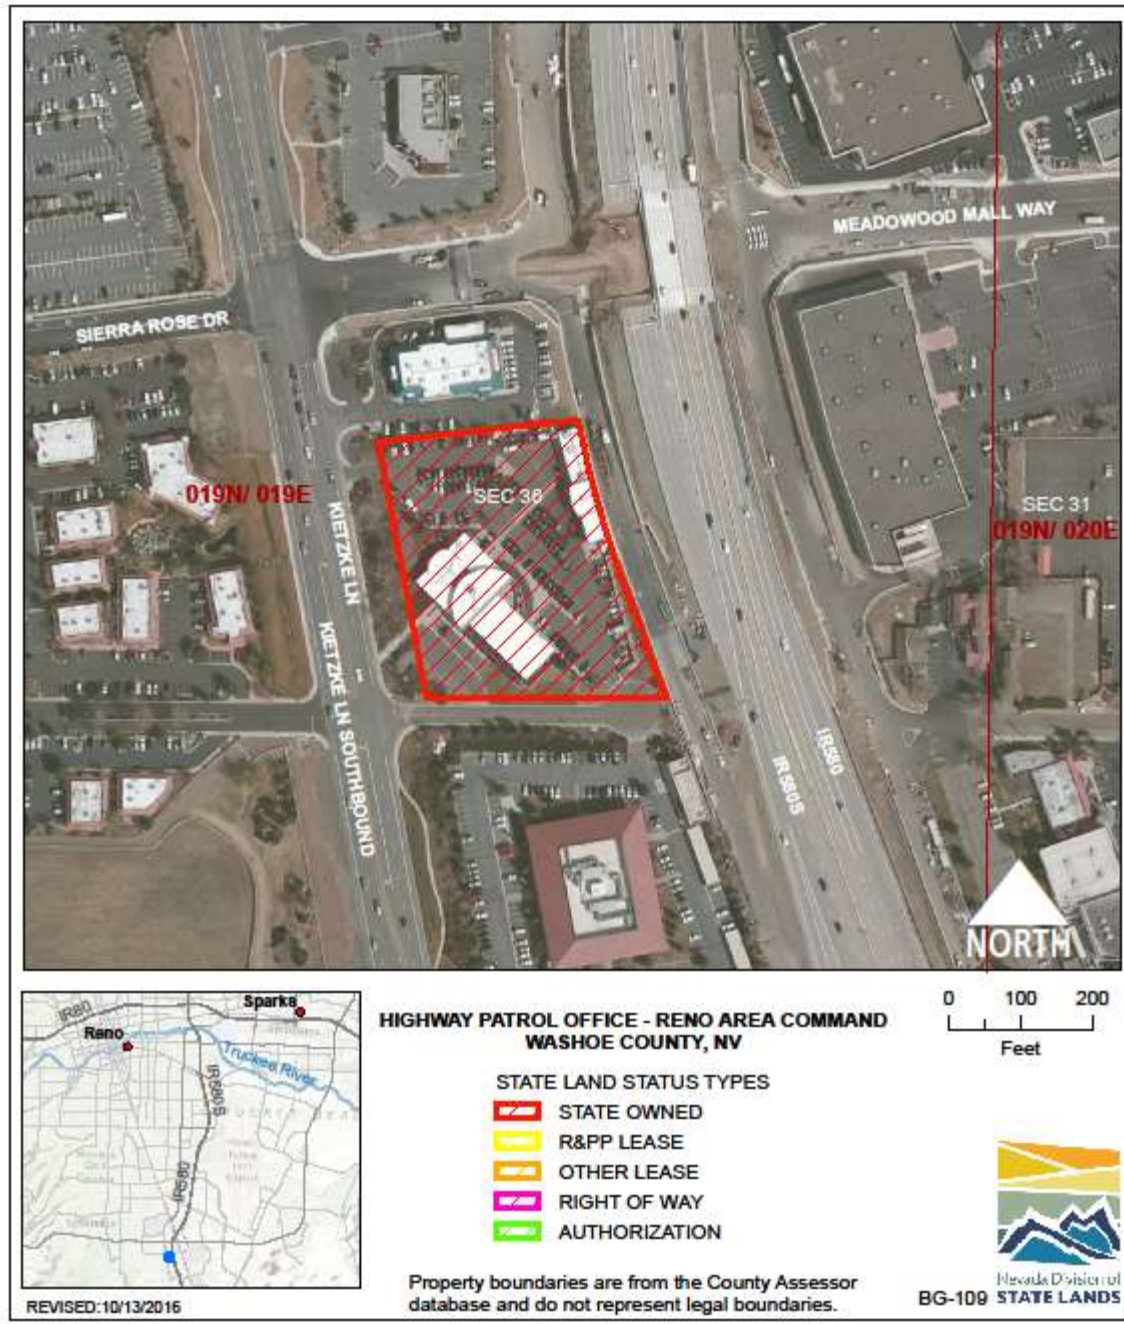 MEADOWOOD MALL WAY
SIERRA ROSE DR
019N/ 019E
SEC 36
SEC 31
019N/ 020E
KIETZKE LN
KIETZKE LN SOUTHBOUND
IR580
IR580S
NORTH
Sparks
IR80
Reno
Truckee River
IR580S
IR580
HIGHWAY PATROL OFFICE - RENO AREA COMMAND
WASHOE COUNTY, NV
0 100 200
Feet
STATE LAND STATUS TYPES
STATE OWNED
R&PP LEASE
OTHER LEASE
RIGHT OF WAY
AUTHORIZATION
Property boundaries are from the County Assessor
database and do not represent legal boundaries.
REVISED:10/13/2016
BG-109
Nevada Division of
STATE LANDS